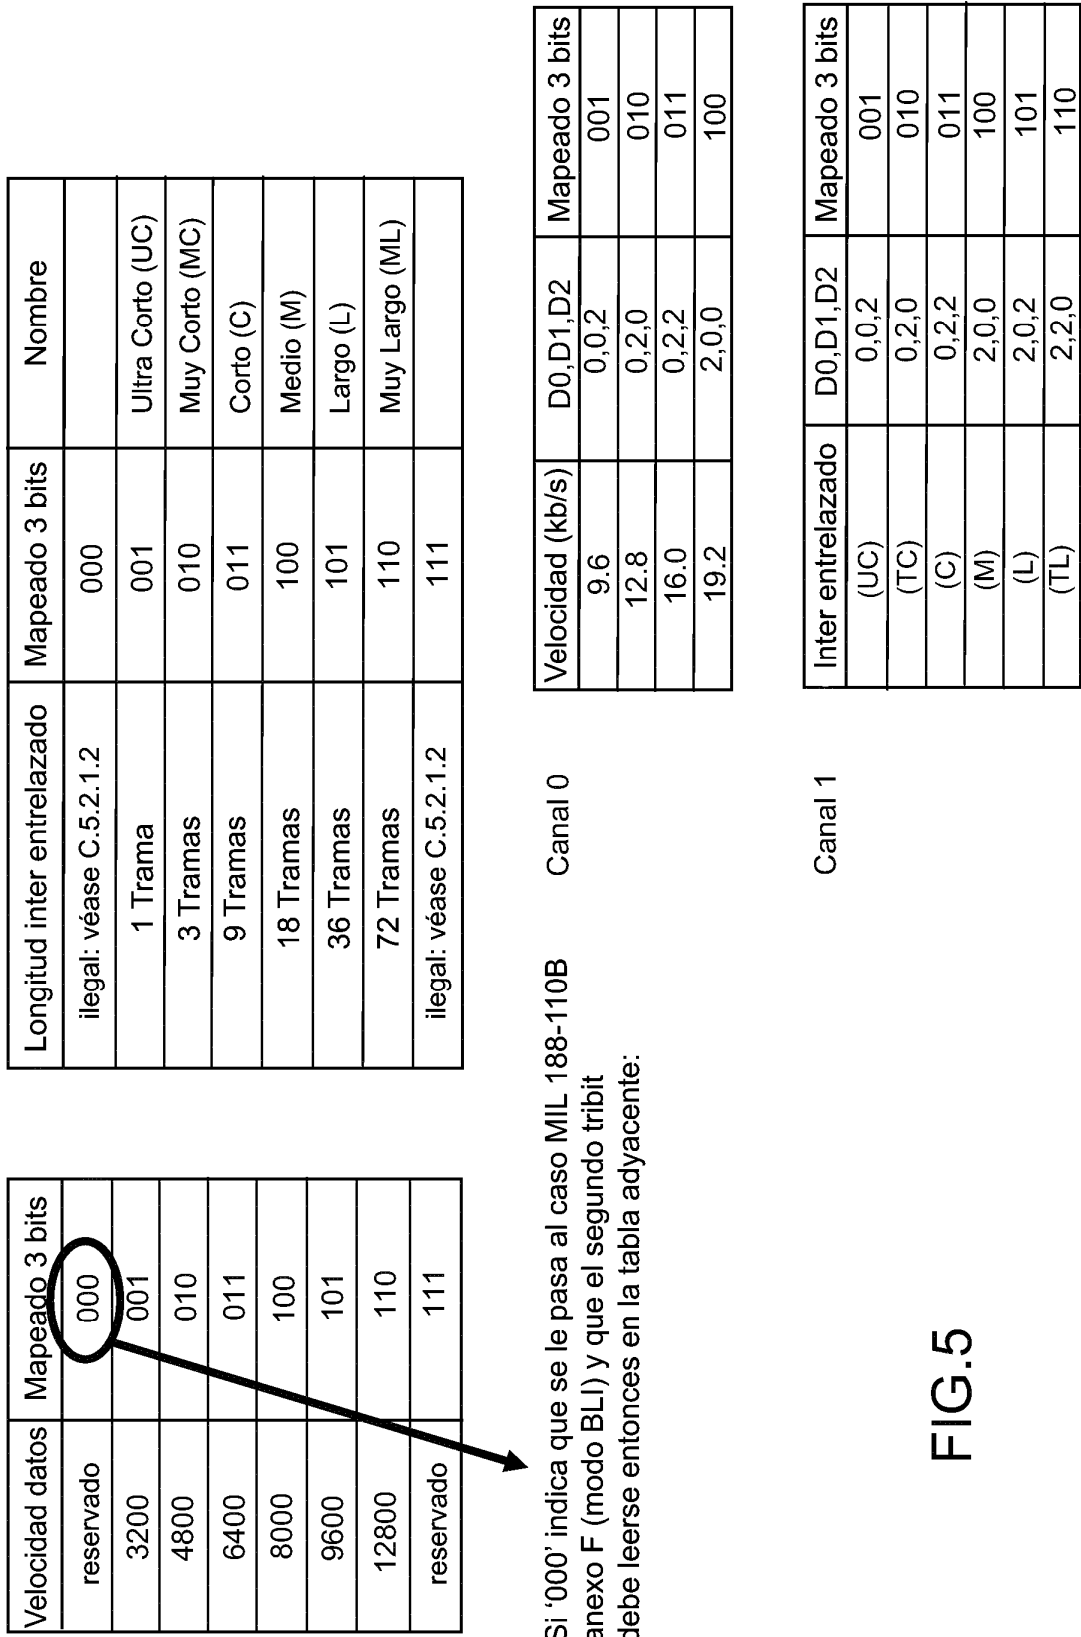 Velocidad datos Mapeado 3 bits
reservado 000
3200 001
4800 010
6400 011
8000 100
9600 101
12800 110
reservado 111
Longitud inter entrelazado Mapeado 3 bits Nombre
ilegal: véase C.5.2.1.2 000
1 Trama 001 Ultra Corto (UC)
3 Tramas 010 Muy Corto (MC)
9 Tramas 011 Corto (C)
18 Tramas 100 Medio (M)
36 Tramas 101 Largo (L)
72 Tramas 110 Muy Largo (ML)
ilegal: véase C.5.2.1.2 111
Si ‘000’ indica que se le pasa al caso MIL 188-110B
anexo F (modo BLI) y que el segundo tribit
debe leerse entonces en la tabla adyacente:
Canal 0
Velocidad (kb/s) D0,D1,D2 Mapeado 3 bits
9.6 0,0,2 001
12.8 0,2,0 010
16.0 0,2,2 011
19.2 2,0,0 100
Canal 1
Inter entrelazado D0,D1,D2 Mapeado 3 bits
(UC) 0,0,2 001
(TC) 0,2,0 010
(C) 0,2,2 011
(M) 2,0,0 100
(L) 2,0,2 101
(TL) 2,2,0 110
FIG.5